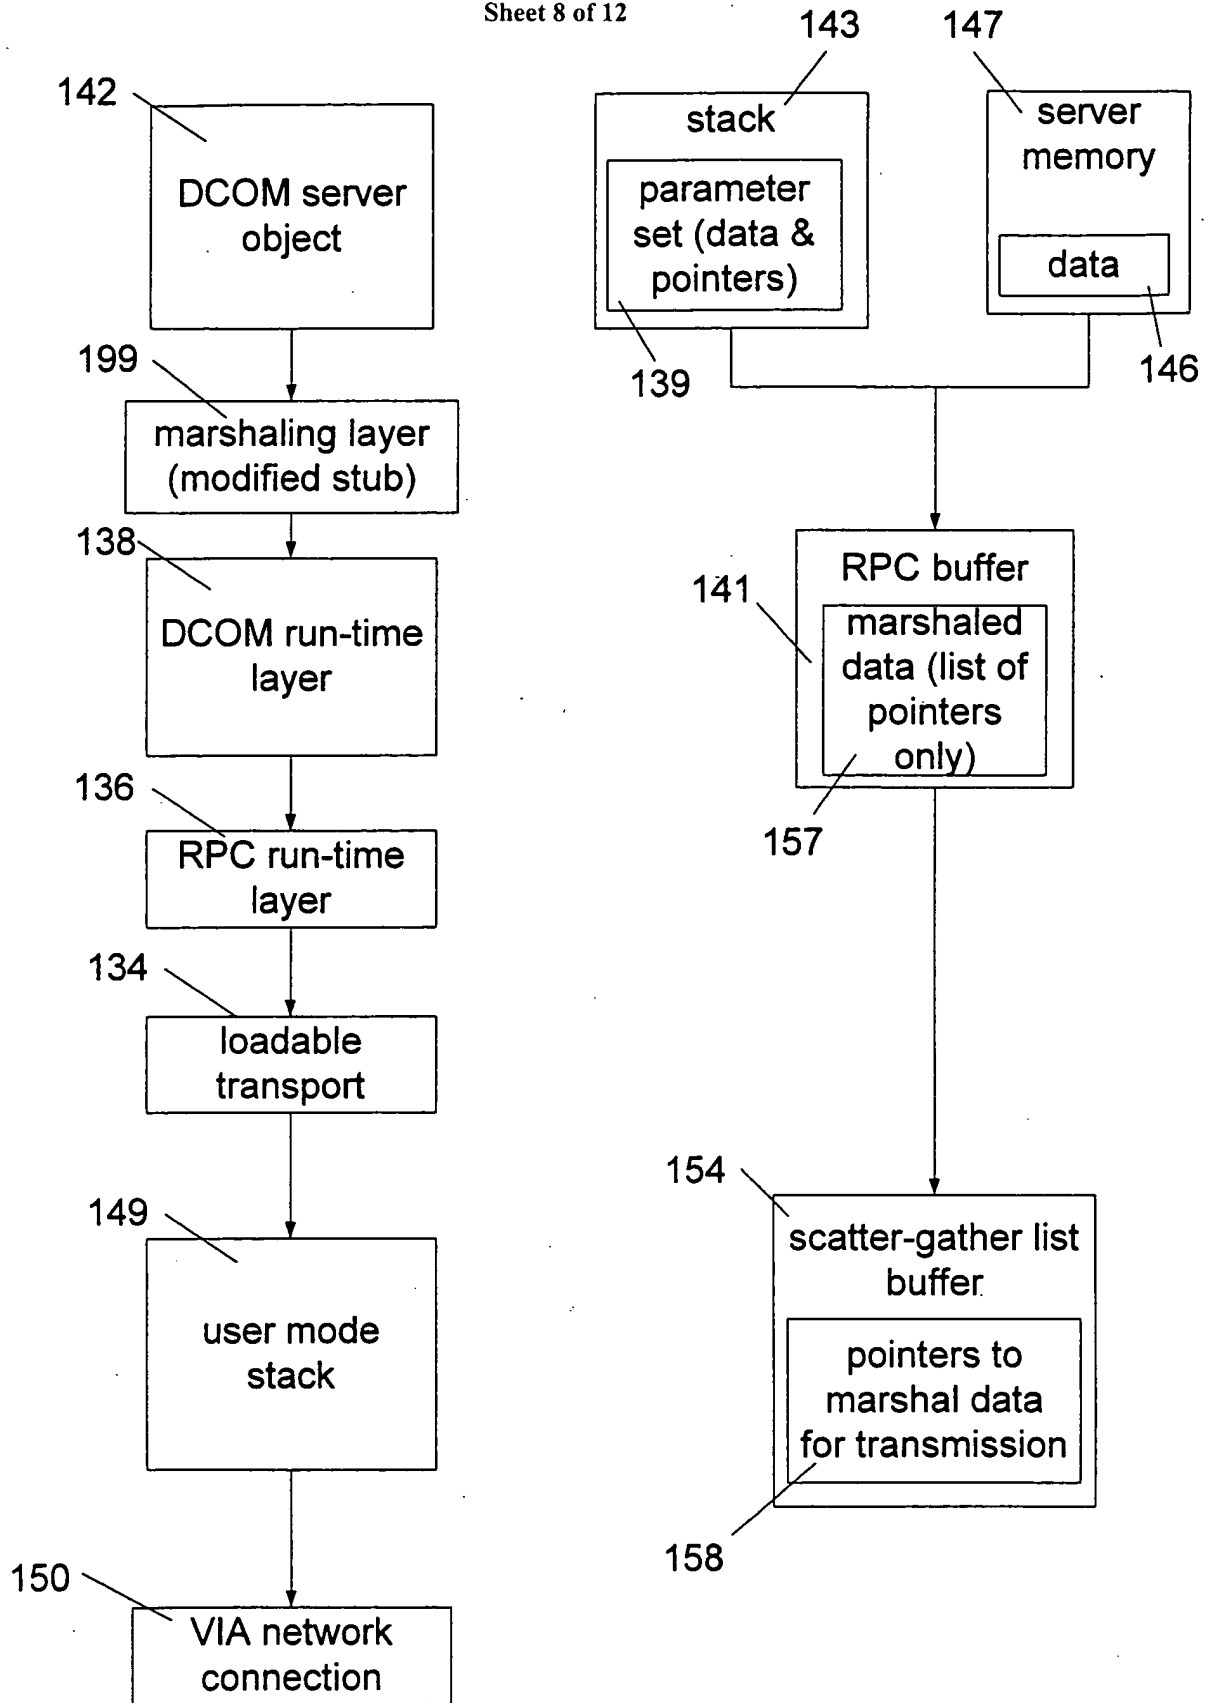 Sheet 8 of 12
143
147
142
DCOM server
object
stack
parameter
set (data &
pointers)
server
memory
data
139
146
199
marshaling layer
(modified stub)
138
DCOM run-time
layer
RPC buffer
141
marshaled
data (list of
pointers
only)
157
136
RPC run-time
layer
134
loadable
transport
149
user mode
stack
154
scatter-gather list
buffer
pointers to
marshal data
for transmission
158
150
VIA network
connection